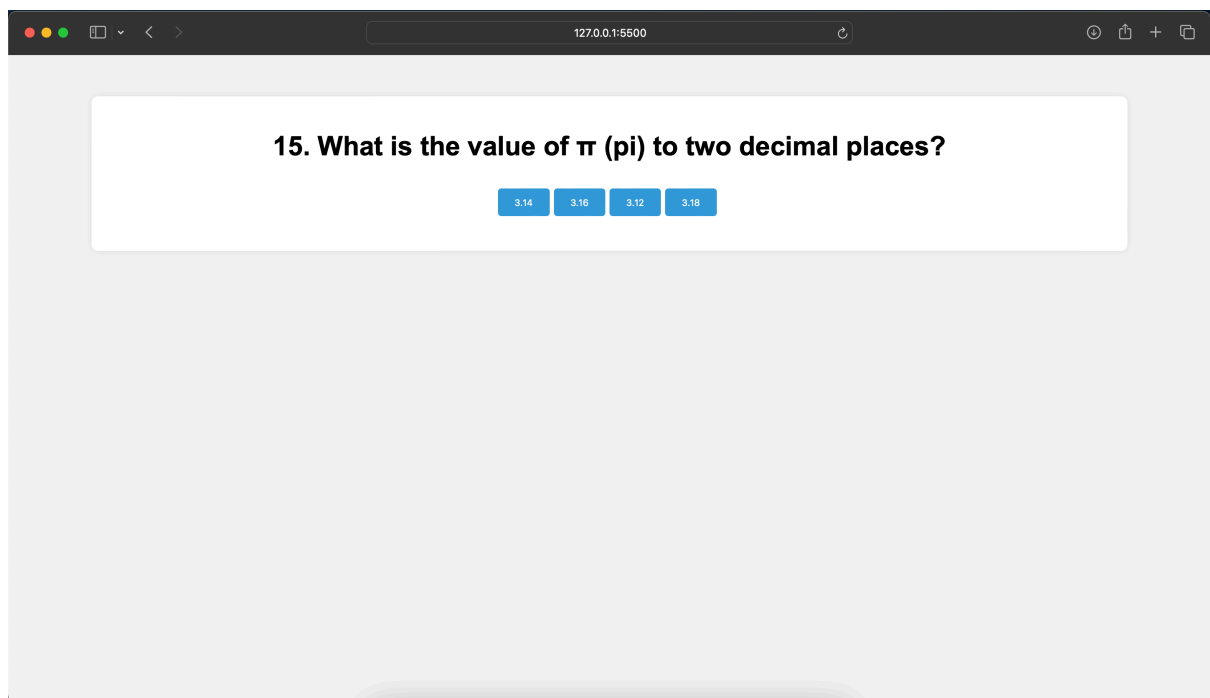 127.0.0.1:5500
15. What is the value of π (pi) to two decimal places?
3.14 3.16 3.12 3.18